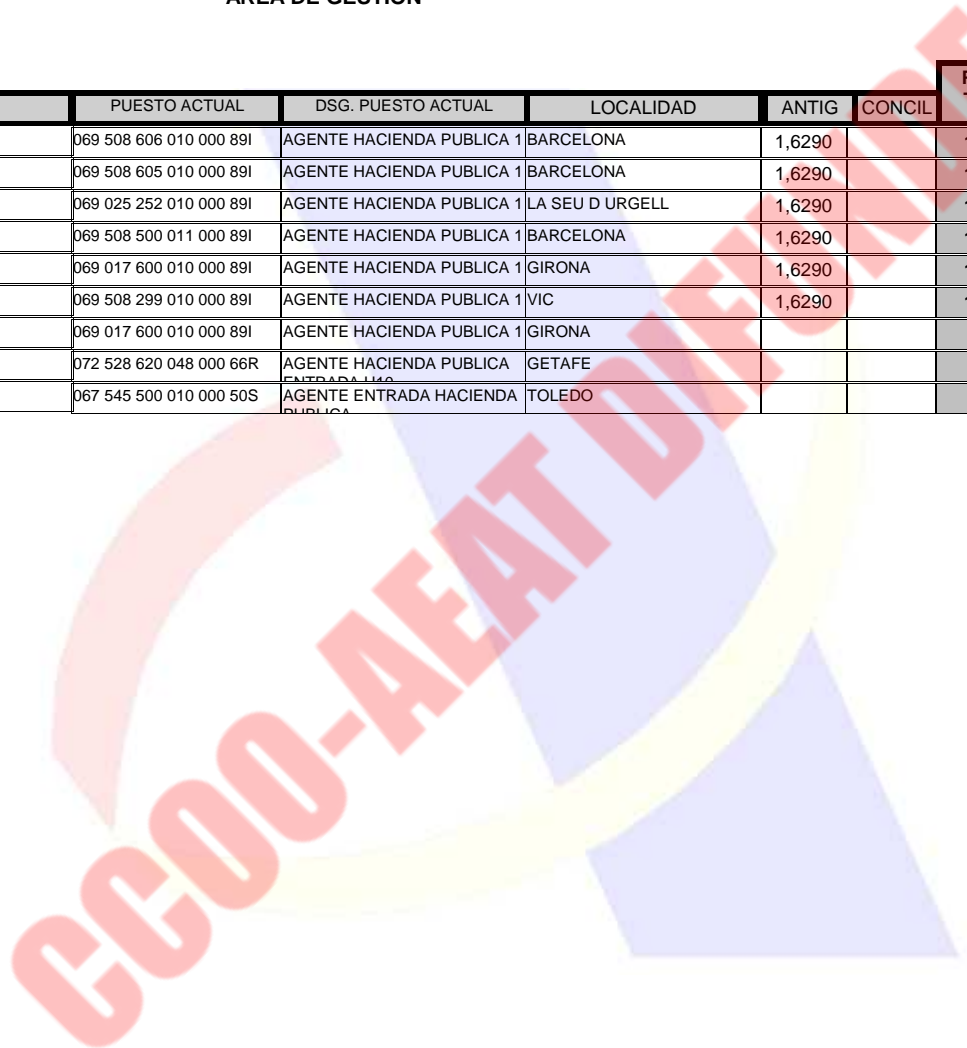 AREA DE GESTION
PUESTO ACTUAL DSG. PUESTO ACTUAL LOCALIDAD ANTIG CONCIL
069 508 606 010 000 89I AGENTE HACIENDA PUBLICA 1 BARCELONA 1,6290
069 508 605 010 000 89I AGENTE HACIENDA PUBLICA 1 BARCELONA 1,6290
069 025 252 010 000 89I AGENTE HACIENDA PUBLICA 1 LA SEU D URGELL 1,6290
069 508 500 011 000 89I AGENTE HACIENDA PUBLICA 1 BARCELONA 1,6290
069 017 600 010 000 89I AGENTE HACIENDA PUBLICA 1 GIRONA 1,6290
069 508 299 010 000 89I AGENTE HACIENDA PUBLICA 1 VIC 1,6290
069 017 600 010 000 89I AGENTE HACIENDA PUBLICA 1 GIRONA
072 528 620 048 000 66R AGENTE HACIENDA PUBLICA GETAFE
ENTRADA
067 545 500 010 000 50S AGENTE ENTRADA HACIENDA TOLEDO
PUBLICA
CCOO-AEAT